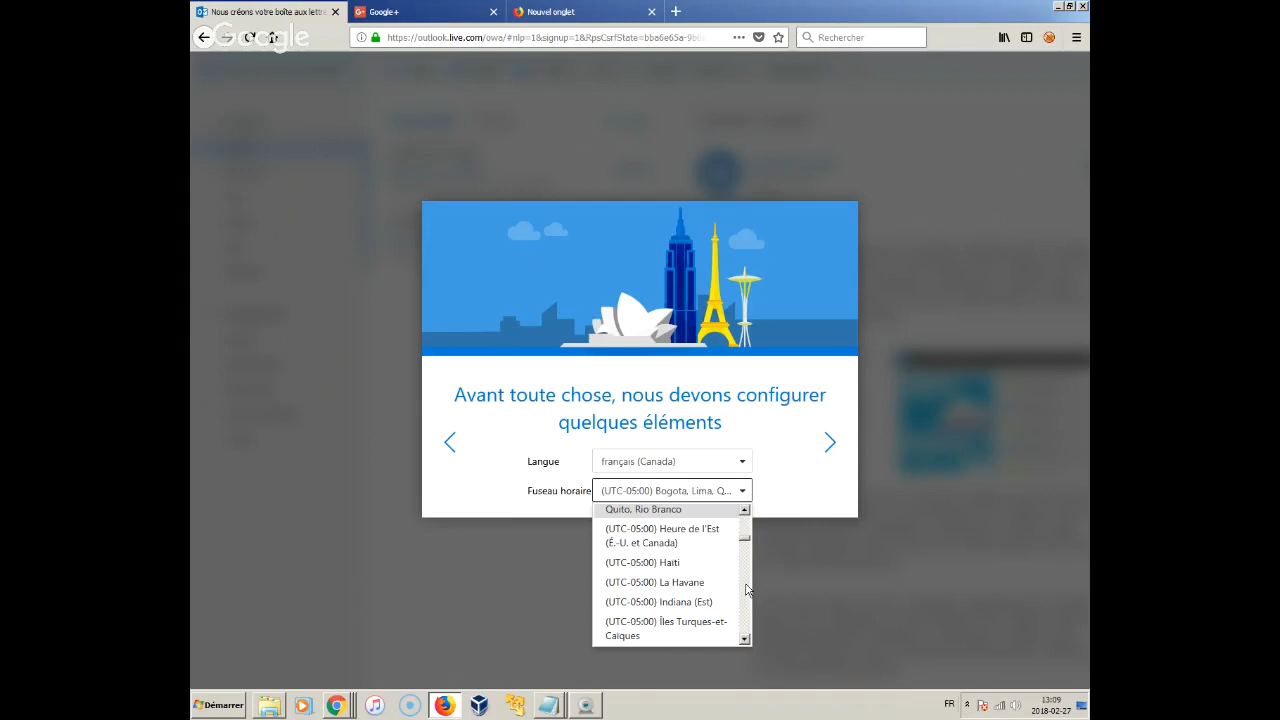 Nous créons votre boîte aux lettre
Google+
Nouvel onglet
Google
https://outlook.live.com/owa/#nlp=1&signup=1&RpsCsrfState=bba6e65a-9b
Rechercher
Avant toute chose, nous devons configurer
quelques éléments
Langue
français (Canada)
Fuseau horaire
(UTC-05:00) Bogota, Lima, Q...
Quito, Rio Branco
(UTC-05:00) Heure de l'Est
(É.-U. et Canada)
(UTC-05:00) Haïti
(UTC-05:00) La Havane
(UTC-05:00) Indiana (Est)
(UTC-05:00) Îles Turques-et-
Caïques
Démarrer
FR
13:09
2018-02-27